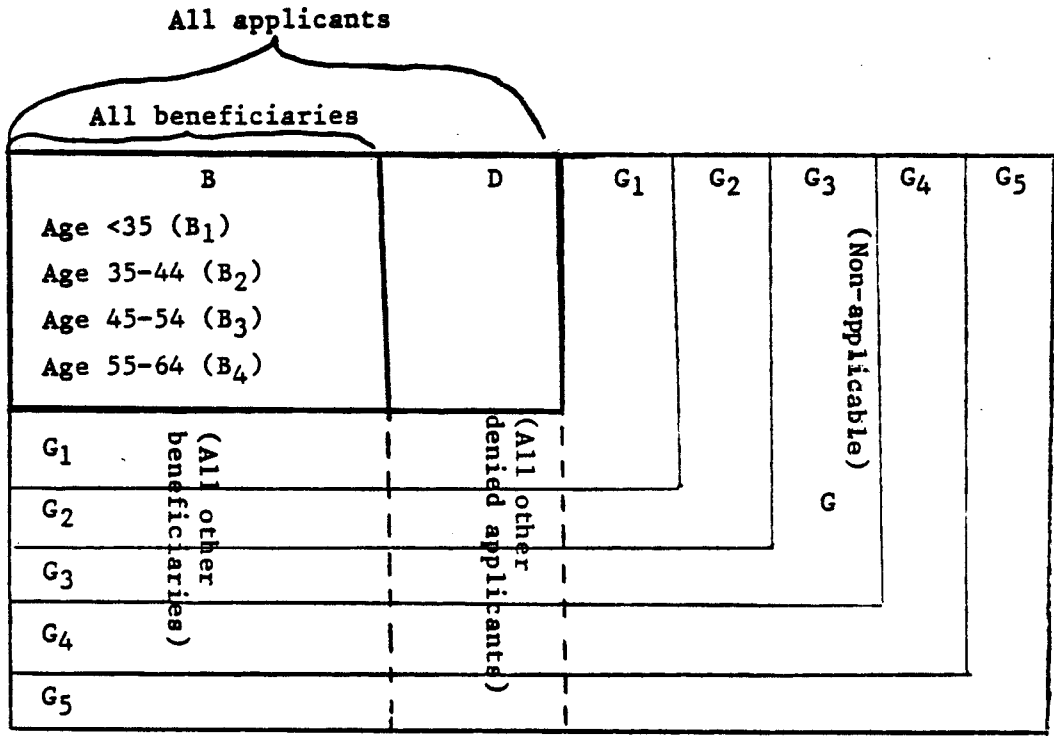 All applicants
All beneficiaries
B D G₁ G₂ G₃ G₄ G₅
Age <35 (B₁)
Age 35-44 (B₂)
Age 45-54 (B₃)
Age 55-64 (B₄)
(Non-applicable)
G₁
G₂
G₃
G₄
G₅
(All other
beneficiaries)
(All other
denied applicants)
G